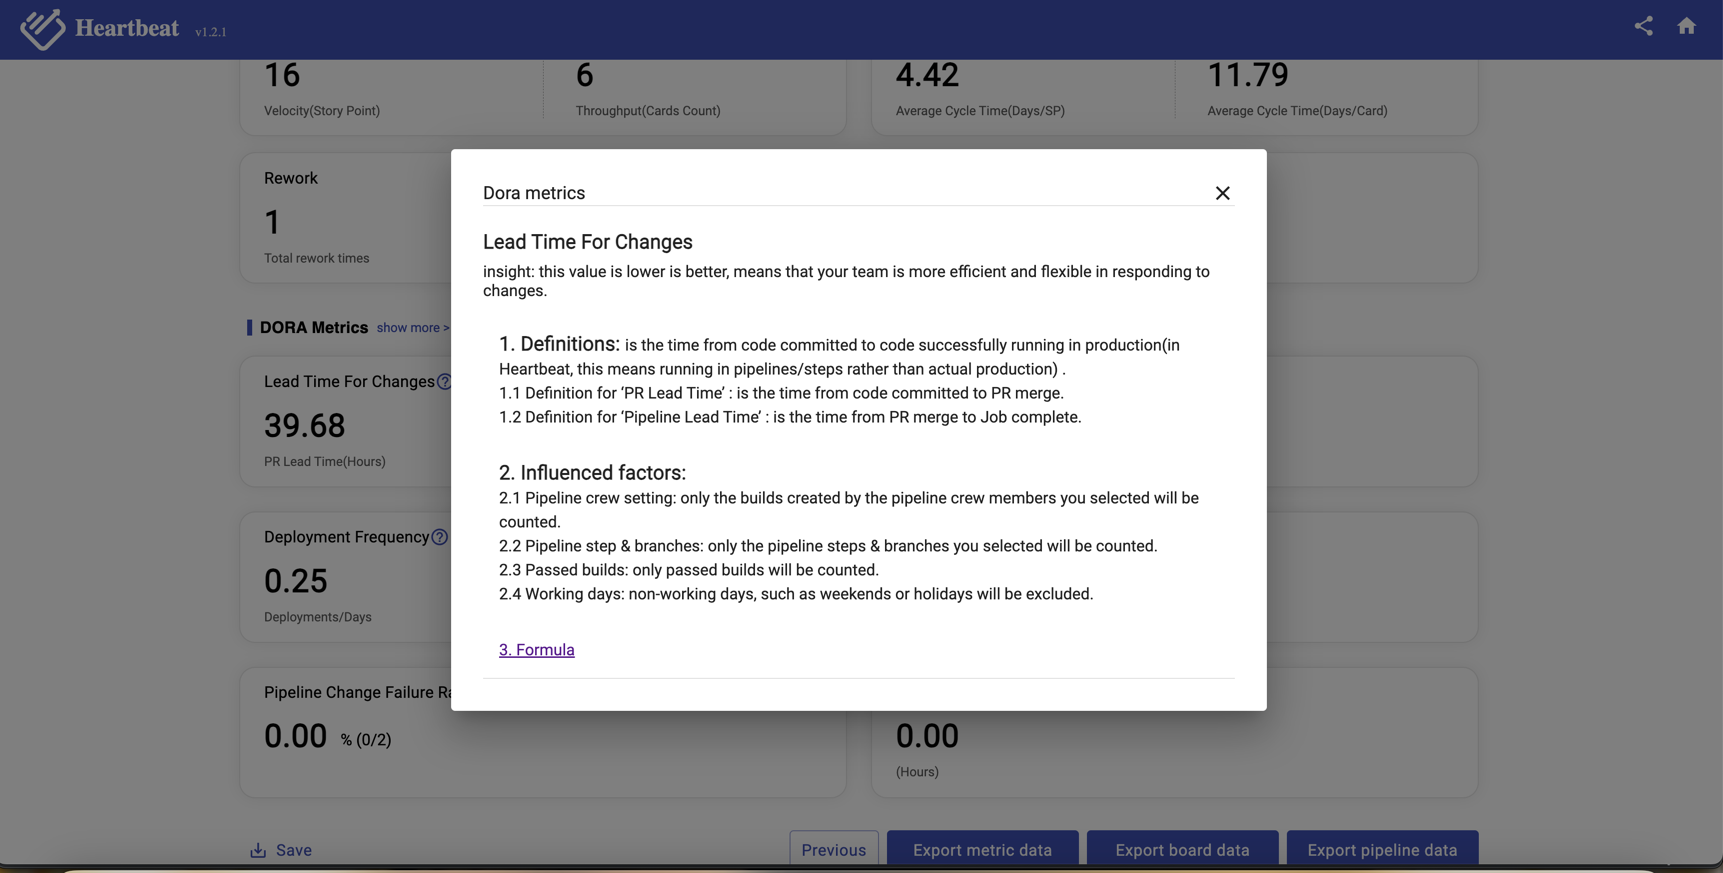 Heartbeat v1.2.1
16
Velocity(Story Point)
6
Throughput(Cards Count)
4.42
Average Cycle Time(Days/SP)
11.79
Average Cycle Time(Days/Card)
Rework
1
Total rework times
DORA Metrics show more >
Lead Time For Changes
39.68
PR Lead Time(Hours)
Deployment Frequency
0.25
Deployments/Days
Pipeline Change Failure
0.00 % (0/2)
0.00
(Hours)
Dora metrics
Lead Time For Changes
insight: this value is lower is better, means that your team is more efficient and flexible in responding to
changes.
1. Definitions: is the time from code committed to code successfully running in production(in
Heartbeat, this means running in pipelines/steps rather than actual production) .
1.1 Definition for ‘PR Lead Time’ : is the time from code committed to PR merge.
1.2 Definition for ‘Pipeline Lead Time’ : is the time from PR merge to Job complete.
2. Influenced factors:
2.1 Pipeline crew setting: only the builds created by the pipeline crew members you selected will be
counted.
2.2 Pipeline step & branches: only the pipeline steps & branches you selected will be counted.
2.3 Passed builds: only passed builds will be counted.
2.4 Working days: non-working days, such as weekends or holidays will be excluded.
3. Formula
Save
Previous
Export metric data
Export board data
Export pipeline data